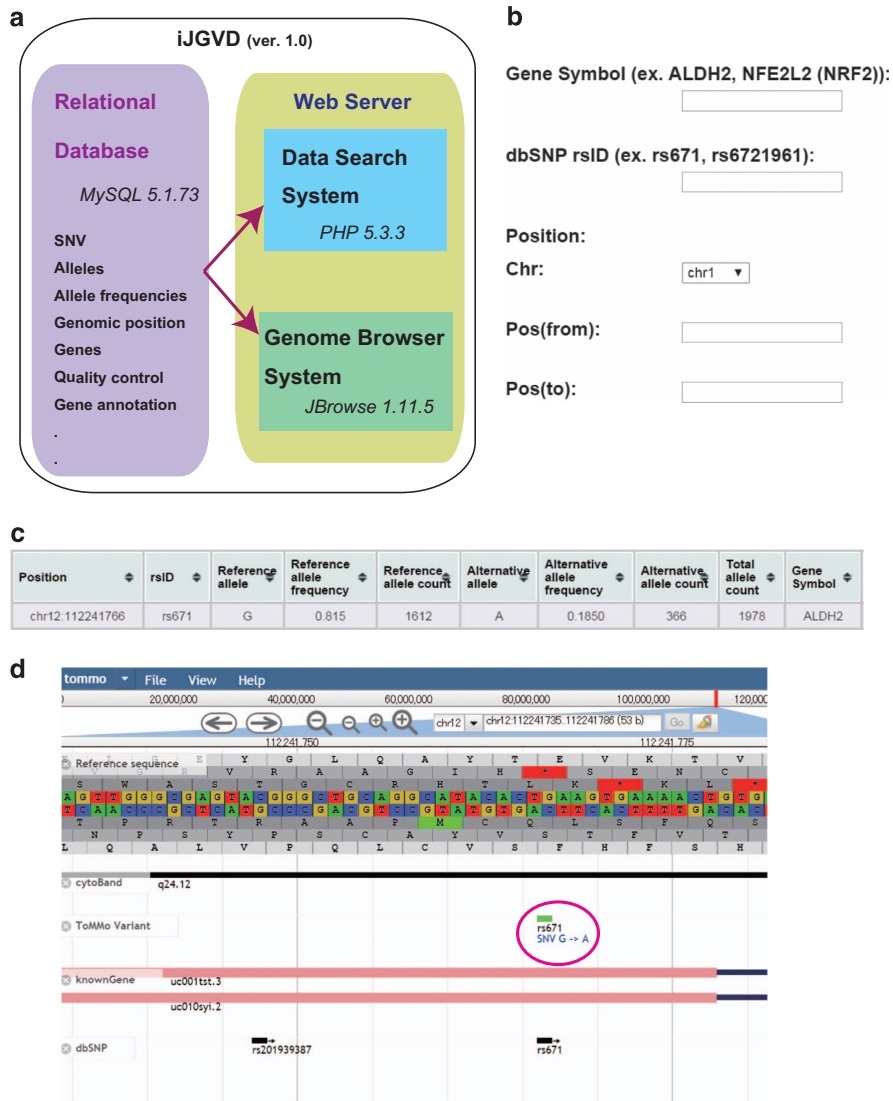 a
iJGVD (ver. 1.0)
Relational
Database
MySQL 5.1.73
SNV
Alleles
Allele frequencies
Genomic position
Genes
Quality control
Gene annotation
.
.
Web Server
Data Search
System
PHP 5.3.3
Genome Browser
System
JBrowse 1.11.5
b
Gene Symbol (ex. ALDH2, NFE2L2 (NRF2)):
dbSNP rsID (ex. rs671, rs6721961):
Position:
Chr: chr1
Pos(from):
Pos(to):
c
Position rsID Reference allele Reference allele frequency Reference allele count Alternative allele Alternative allele frequency Alternative allele count Total allele count Gene Symbol
chr12:112241766 rs671 G 0.815 1612 A 0.1850 366 1978 ALDH2
d
tommo File View Help
20,000,000 40,000,000 60,000,000 80,000,000 100,000,000 120,000
chr12 chr12:112241735..112241786 (53 b) Go
112,241,750 112,241,775
Reference sequence
E Y G L Q A Y T E V K T V
R V R A A G I H * S E N C
S W A S T G C R H T L K * K L *
AGTTGGGCGAGTACGGGCTGCAGGCATACACTGAAGTGAAAACTGTG
TCAACCCGCTCATGCCCGACGTCCGTATGTGACTTCACTTTTGACAC
T P R T R A A P M C Q L S F Q S
N P S Y P S C A Y V S T F V T
L Q A L V P Q L C V S F H F S H
cytoBand
q24.12
ToMMo Variant
rs671
SNV G -> A
knownGene
uc001tst.3
uc010syi.2
dbSNP
rs201939387
rs671